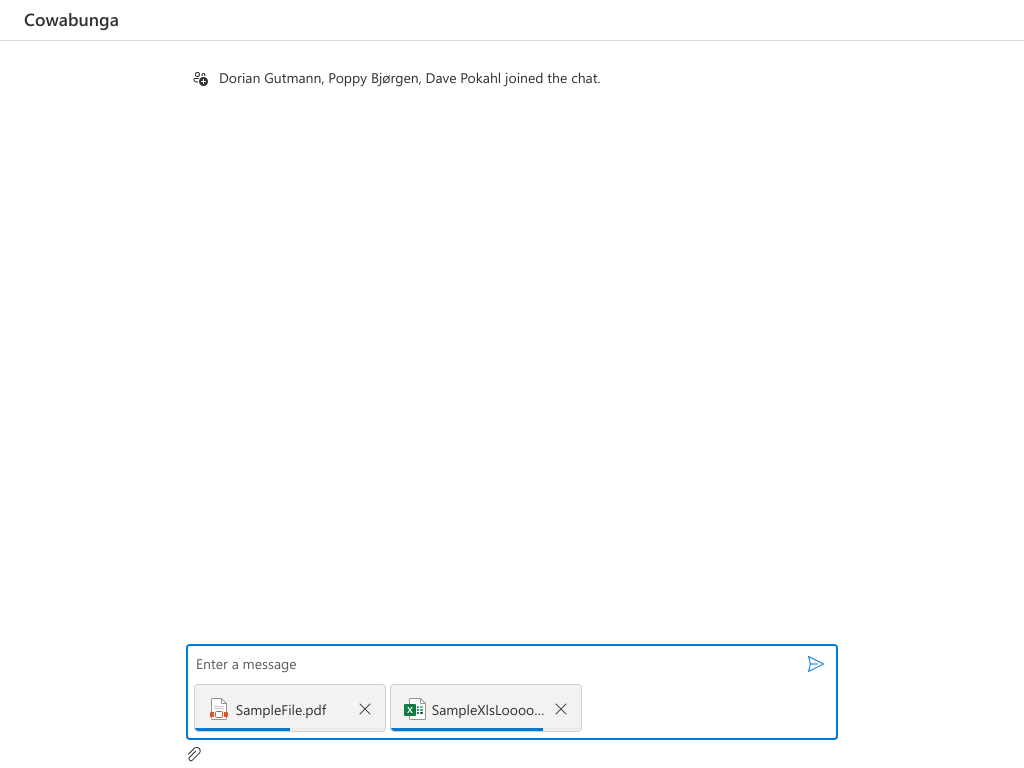 Cowabunga
Dorian Gutmann, Poppy Bjørgen, Dave Pokahl joined the chat.
Enter a message
SampleFile.pdf
SampleXlsLoooo...